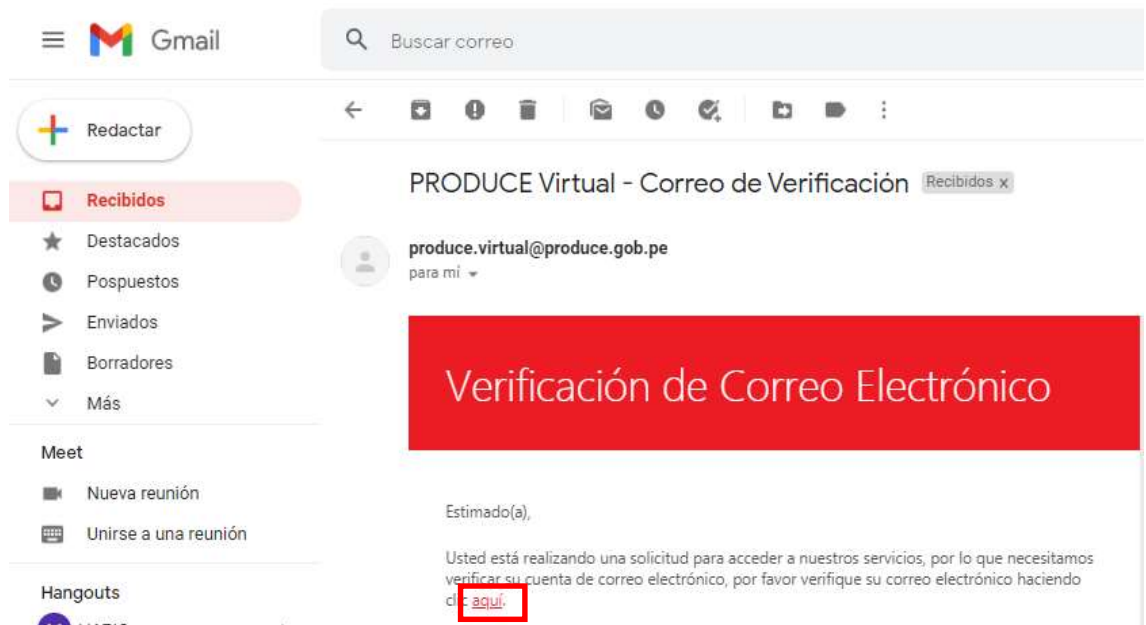 Gmail
Buscar correo
Redactar
Recibidos
Destacados
Pospuestos
Enviados
Borradores
Más
Meet
Nueva reunión
Unirse a una reunión
Hangouts
PRODUCE Virtual - Correo de Verificación Recibidos x
produce.virtual@produce.gob.pe
para mí
Verificación de Correo Electrónico
Estimado(a),
Usted está realizando una solicitud para acceder a nuestros servicios, por lo que necesitamos
verificar su cuenta de correo electrónico, por favor verifique su correo electrónico haciendo
clic aquí.